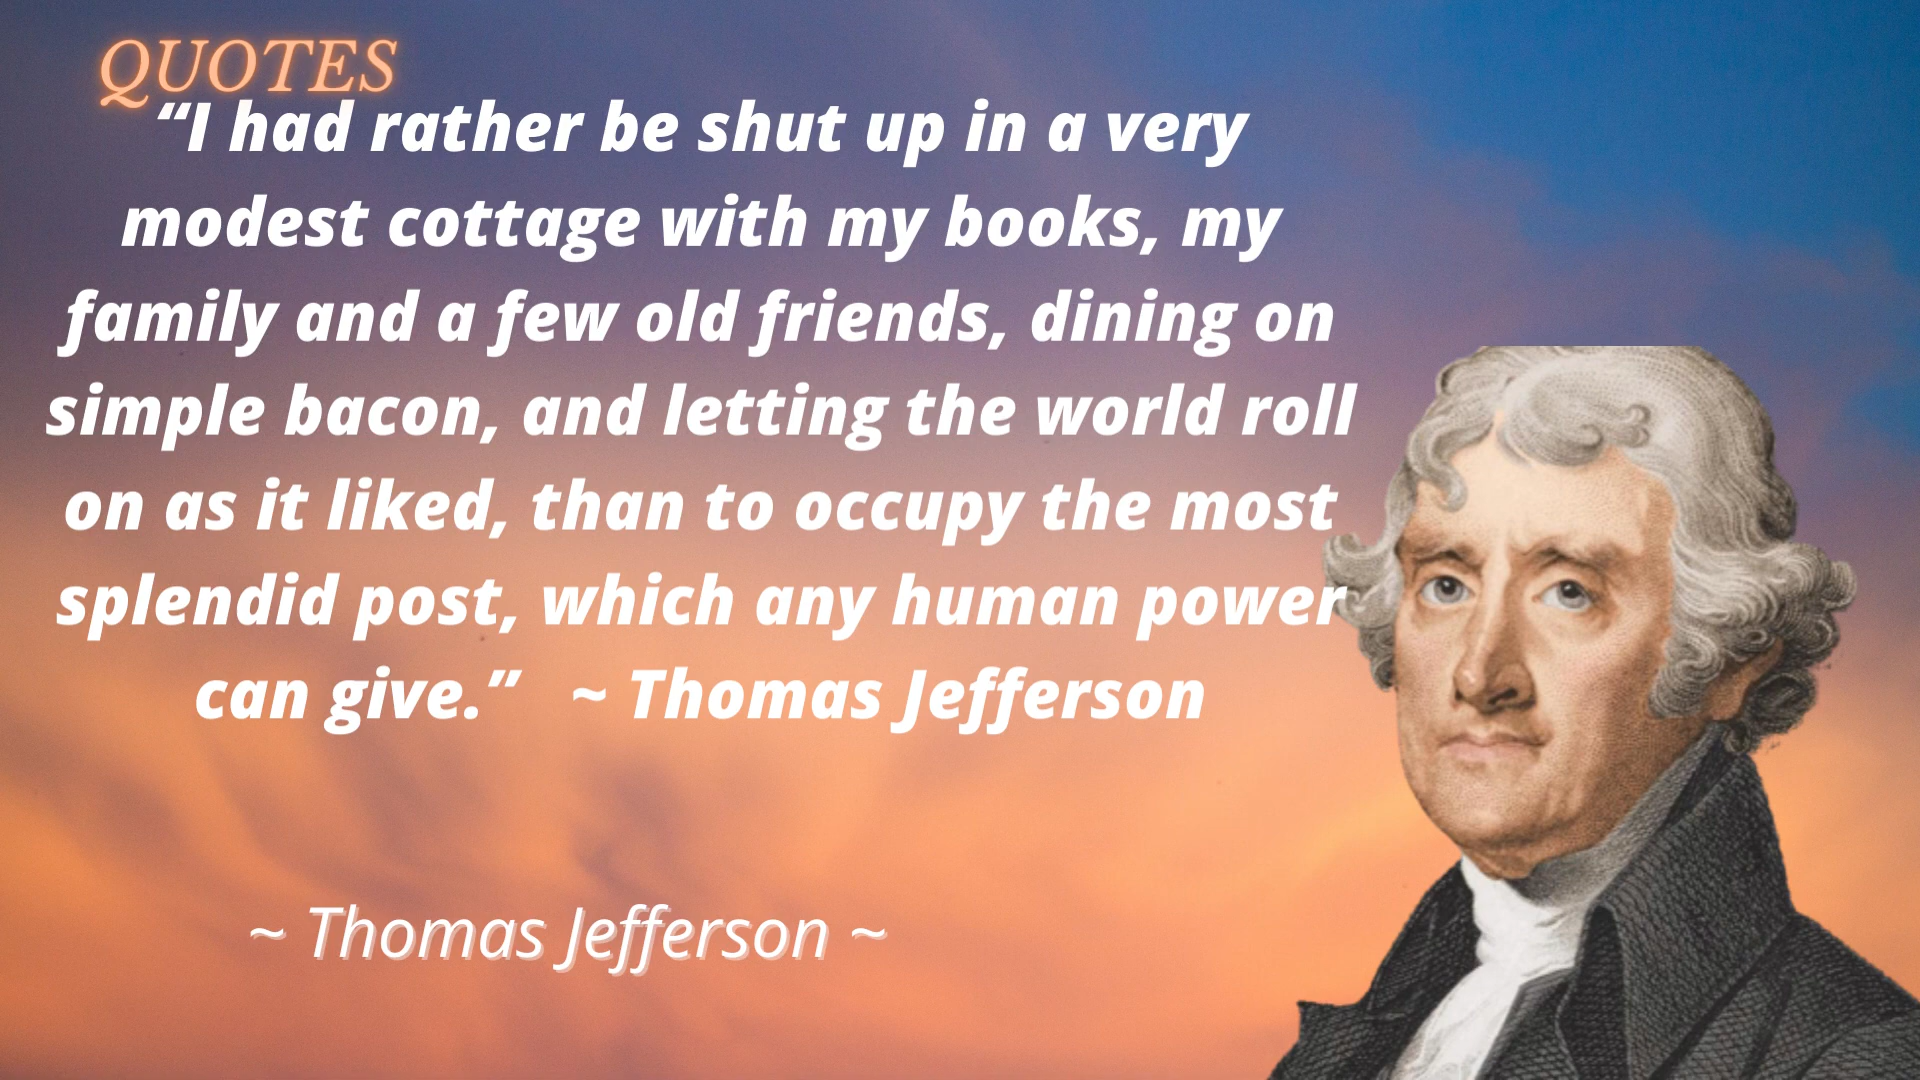 QUOTES
“I had rather be shut up in a very
modest cottage with my books, my
family and a few old friends, dining on
simple bacon, and letting the world roll
on as it liked, than to occupy the most
splendid post, which any human power
can give.” ~ Thomas Jefferson
~ Thomas Jefferson ~